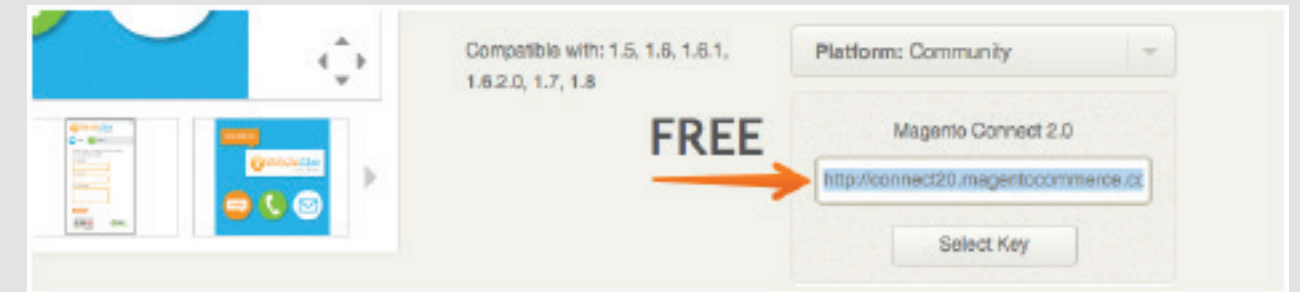 Compatible with: 1.5, 1.6, 1.6.1,
1.6.2.0, 1.7, 1.8
Platform: Community
FREE
Magento Connect 2.0
http://connect20.magentocommerce.cc
Select Key